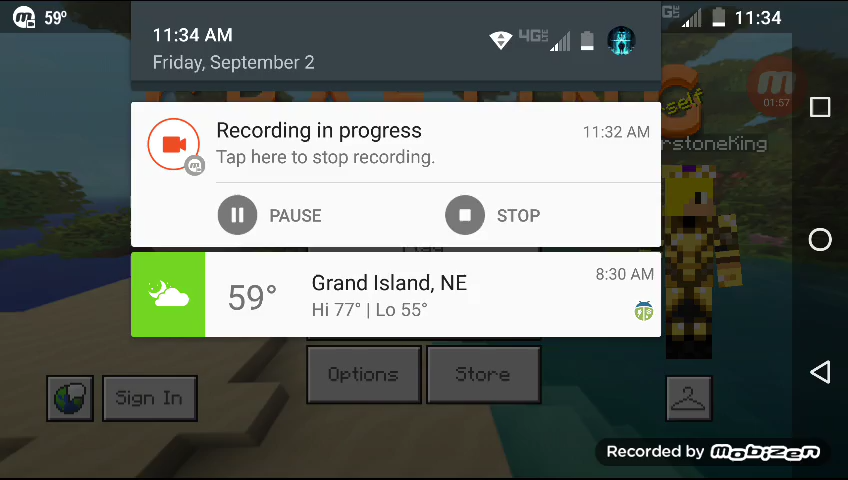 59°
11:34 AM
Friday, September 2
4G LTE
11:34
01:57
Recording in progress
11:32 AM
Tap here to stop recording.
PAUSE
STOP
59°
Grand Island, NE
8:30 AM
Hi 77° | Lo 55°
Options
Store
Sign In
Recorded by mobizen